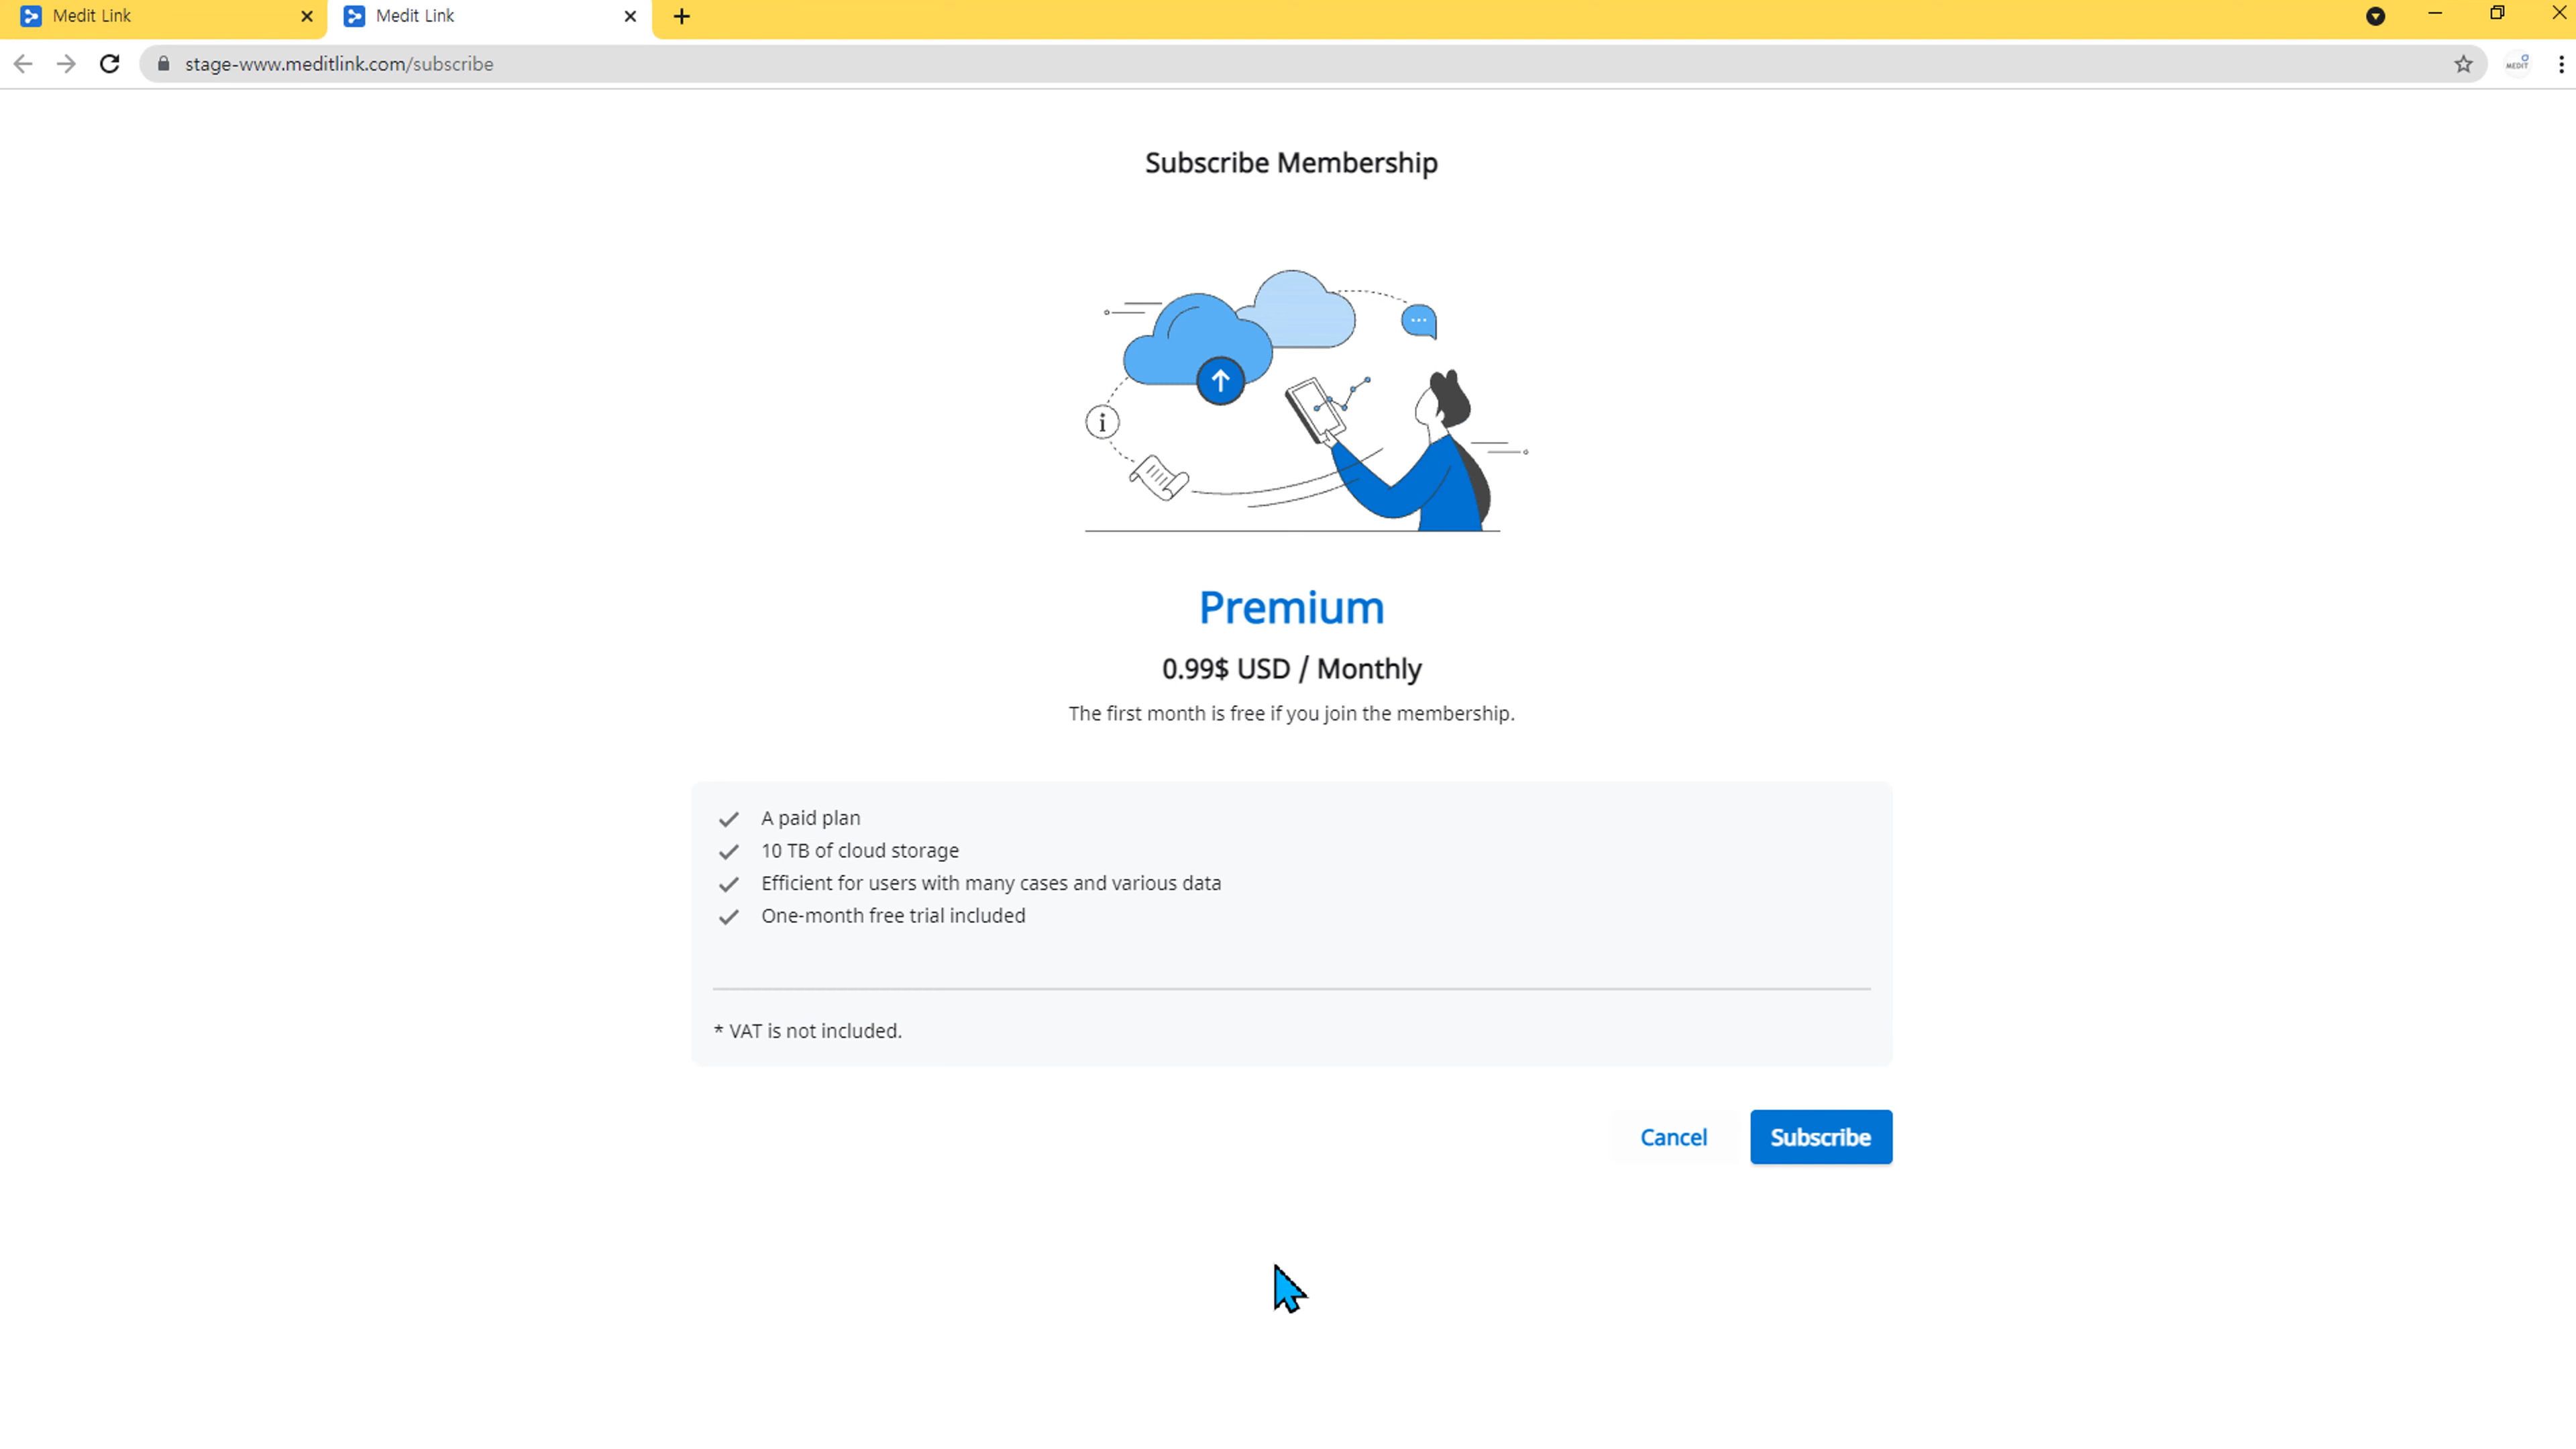 Medit Link
Medit Link
stage-www.meditlink.com/subscribe
MEDIT
Subscribe Membership
i
Premium
0.99$ USD / Monthly
The first month is free if you join the membership.
A paid plan
10 TB of cloud storage
Efficient for users with many cases and various data
One-month free trial included
* VAT is not included.
Cancel
Subscribe